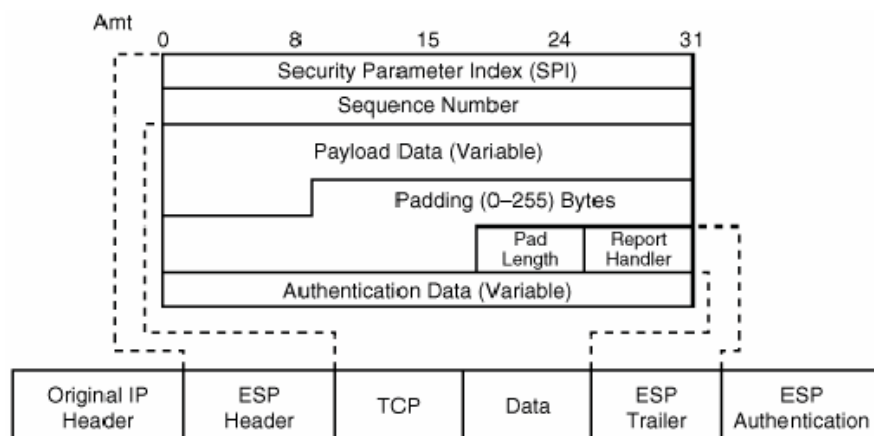 Amt
0 8 15 24 31
Security Parameter Index (SPI)
Sequence Number
Payload Data (Variable)
Padding (0–255) Bytes
Pad
Length
Report
Handler
Authentication Data (Variable)
Original IP
Header
ESP
Header
TCP
Data
ESP
Trailer
ESP
Authentication